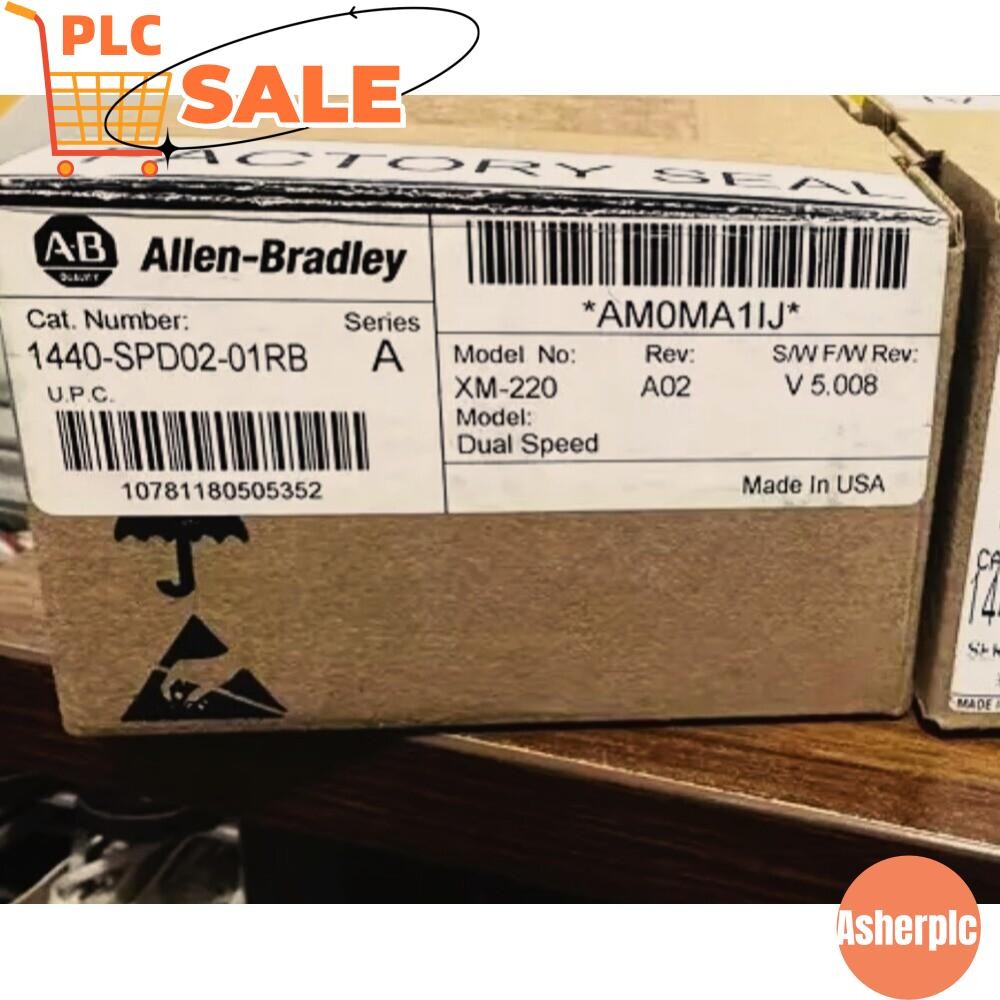 PLC
SALE
FACTORY SEAL
A·B
QUALITY
Allen-Bradley
Cat. Number:
Series
1440-SPD02-01RB
A
U.P.C.
10781180505352
*AM0MA1IJ*
Model No:
Rev:
S/W F/W Rev:
XM-220
A02
V 5.008
Model:
Dual Speed
Made In USA
MADE
Asherplc